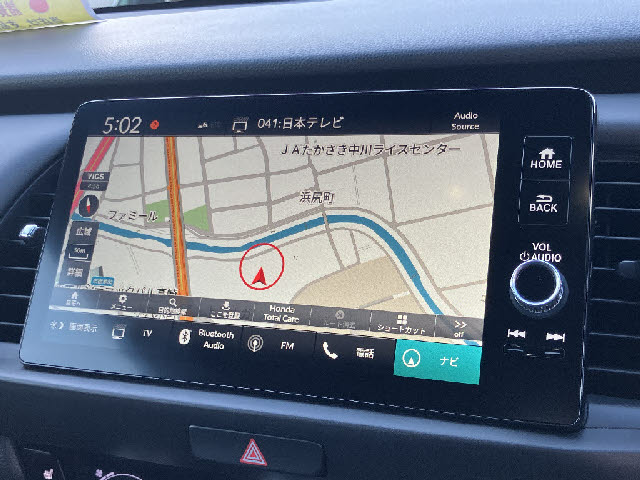 5:02
041:日本テレビ
Audio
Source
HOME
BACK
VOL
AUDIO
JAたかさき中川ライスセンター
浜尻町
ファミール
VICS
広域
詳細
メニュー
Honda
Total Care
ショートカット
off
TV
Bluetooth
Audio
FM
電話
ナビ